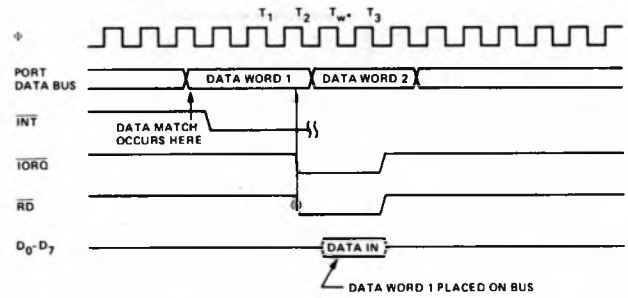 T1 T2 Tw* T3
Φ
PORT
DATA BUS
DATA WORD 1 DATA WORD 2
INT
DATA MATCH
OCCURS HERE
IORQ
RD
D0-D7
DATA IN
DATA WORD 1 PLACED ON BUS